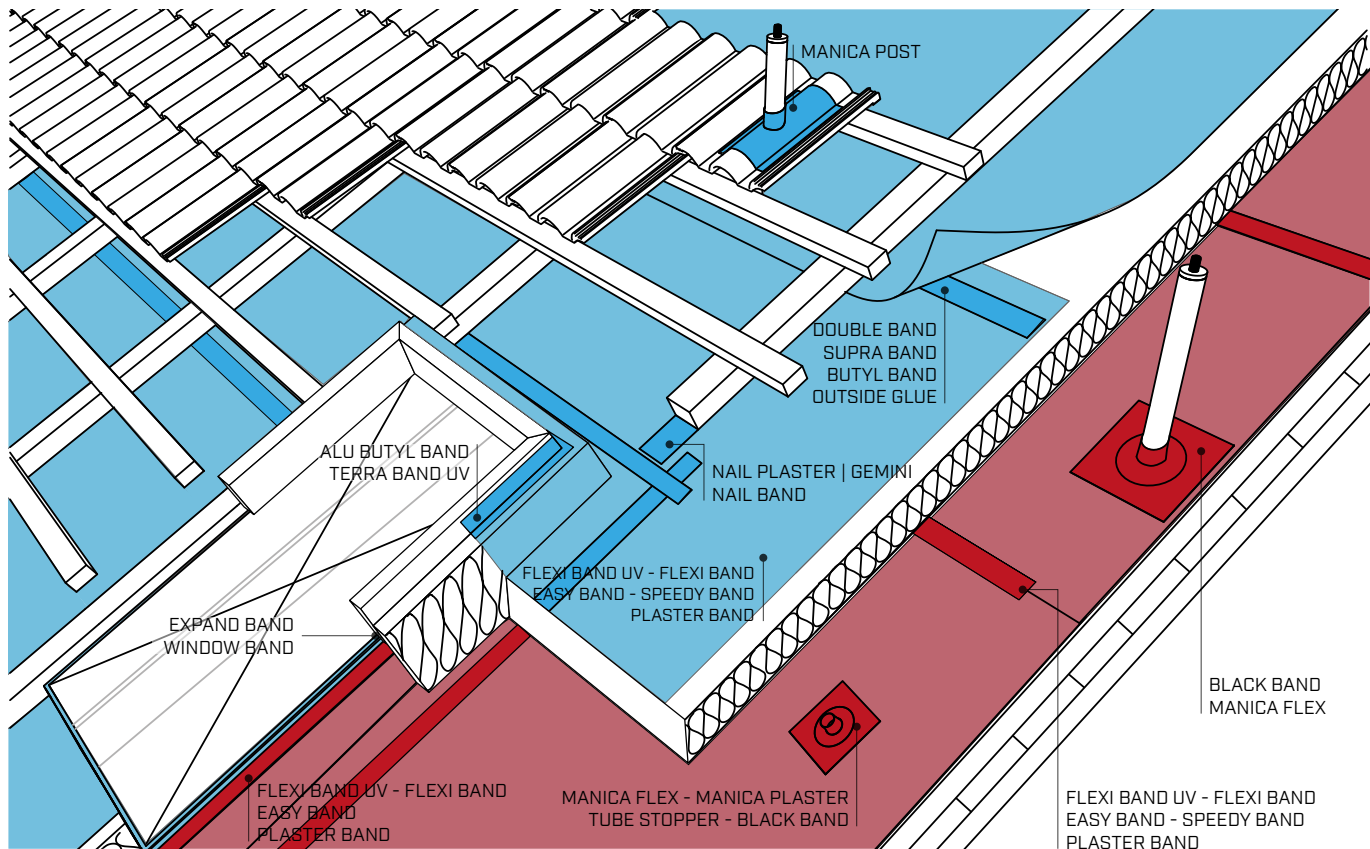 MANICA POST
DOUBLE BAND
SUPRA BAND
BUTYL BAND
OUTSIDE GLUE
ALU BUTYL BAND
TERRA BAND UV
NAIL PLASTER | GEMINI
NAIL BAND
FLEXI BAND UV - FLEXI BAND
EASY BAND - SPEEDY BAND
PLASTER BAND
EXPAND BAND
WINDOW BAND
BLACK BAND
MANICA FLEX
FLEXI BAND UV - FLEXI BAND
EASY BAND
PLASTER BAND
MANICA FLEX - MANICA PLASTER
TUBE STOPPER - BLACK BAND
FLEXI BAND UV - FLEXI BAND
EASY BAND - SPEEDY BAND
PLASTER BAND